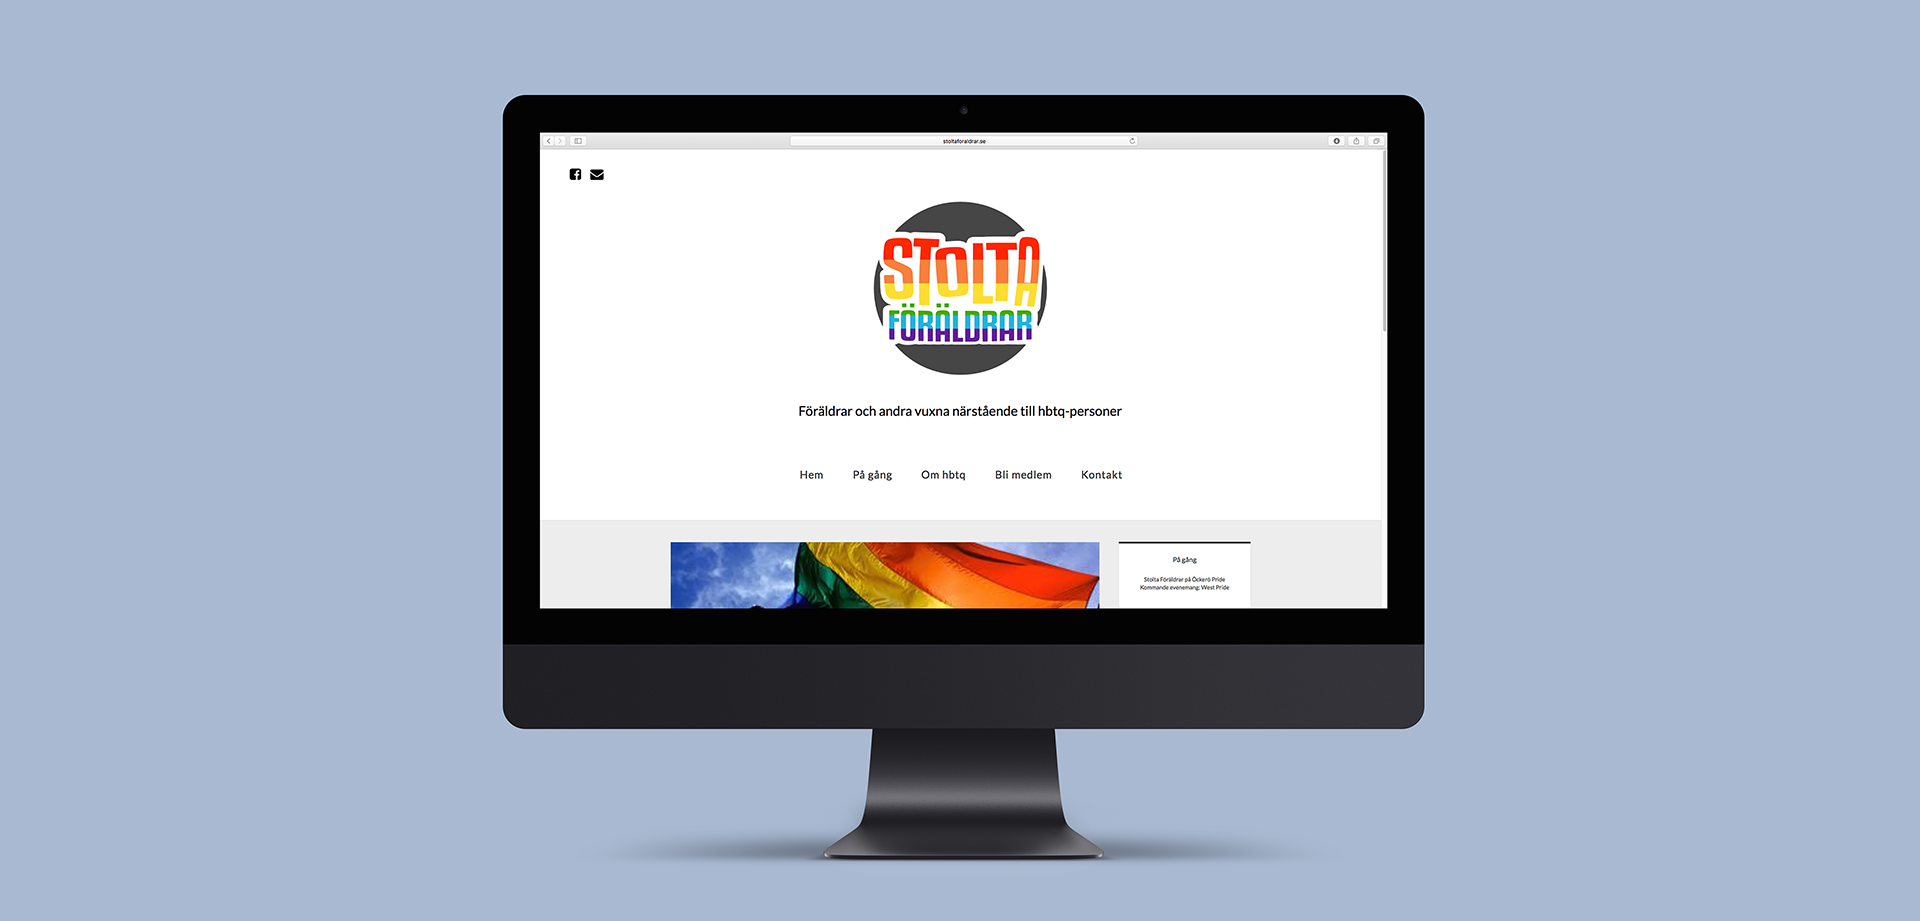 stoltaforaldrar.se
STOLTA
FÖRÄLDRAR
Föräldrar och andra vuxna närstående till hbtq-personer
Hem På gång Om hbtq Bli medlem Kontakt
På gång
Stolta Föräldrar på Öckerö Pride
Kommande evenemang: West Pride